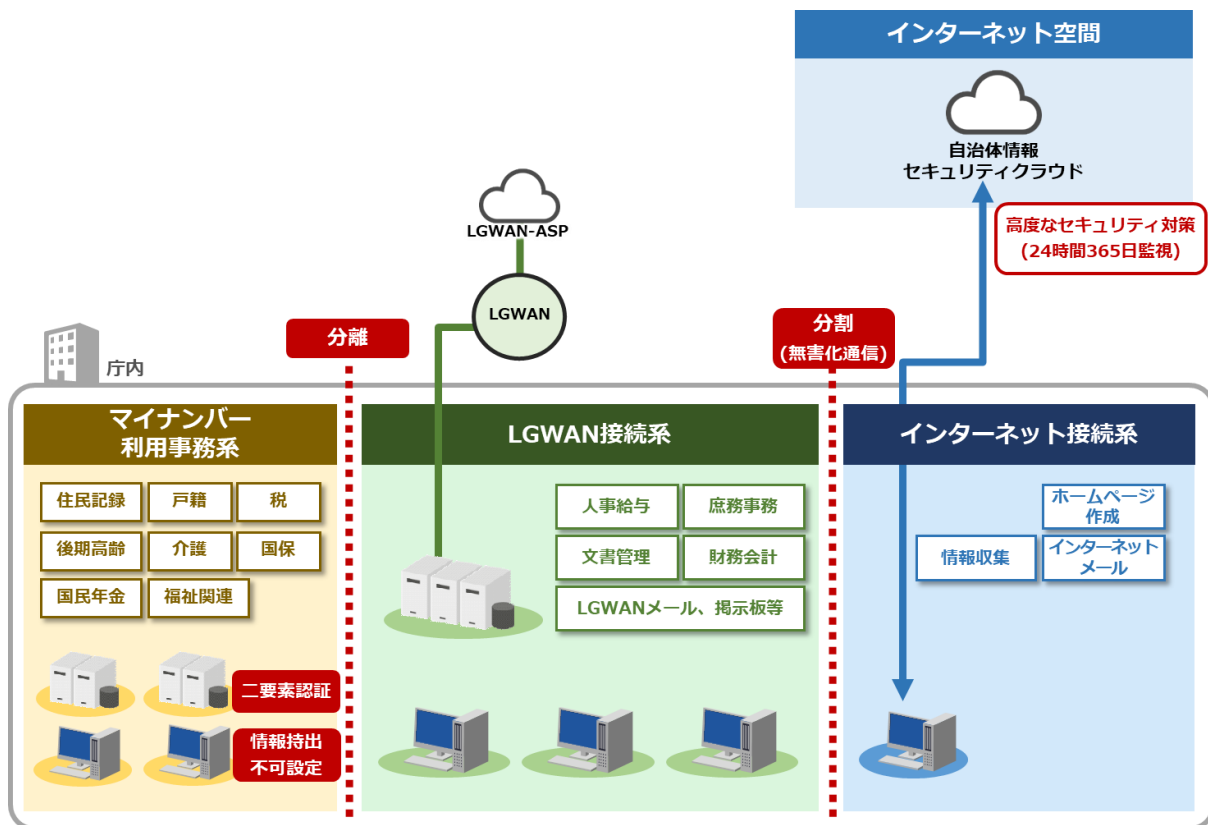 インターネット空間
自治体情報
セキュリティクラウド
高度なセキュリティ対策
(24時間365日監視)
LGWAN-ASP
LGWAN
分離
分割
(無害化通信)
庁内
マイナンバー
利用事務系
住民記録
戸籍
税
後期高齢
介護
国保
国民年金
福祉関連
二要素認証
情報持出
不可設定
LGWAN接続系
人事給与
庶務事務
文書管理
財務会計
LGWANメール、掲示板等
インターネット接続系
ホームページ
作成
情報収集
インターネット
メール